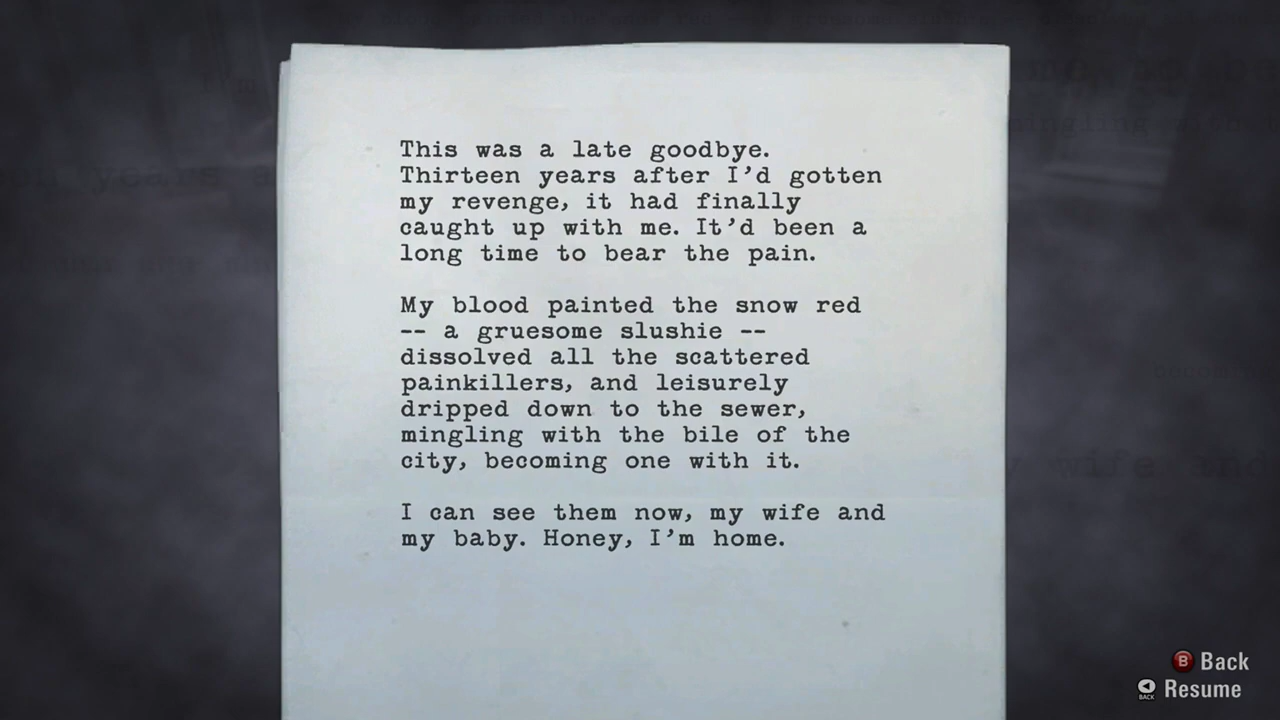 This was a late goodbye.
Thirteen years after I'd gotten
my revenge, it had finally
caught up with me. It'd been a
long time to bear the pain.
My blood painted the snow red
-- a gruesome slushie --
dissolved all the scattered
painkillers, and leisurely
dripped down to the sewer,
mingling with the bile of the
city, becoming one with it.
I can see them now, my wife and
my baby. Honey, I'm home.
B Back
BACK Resume